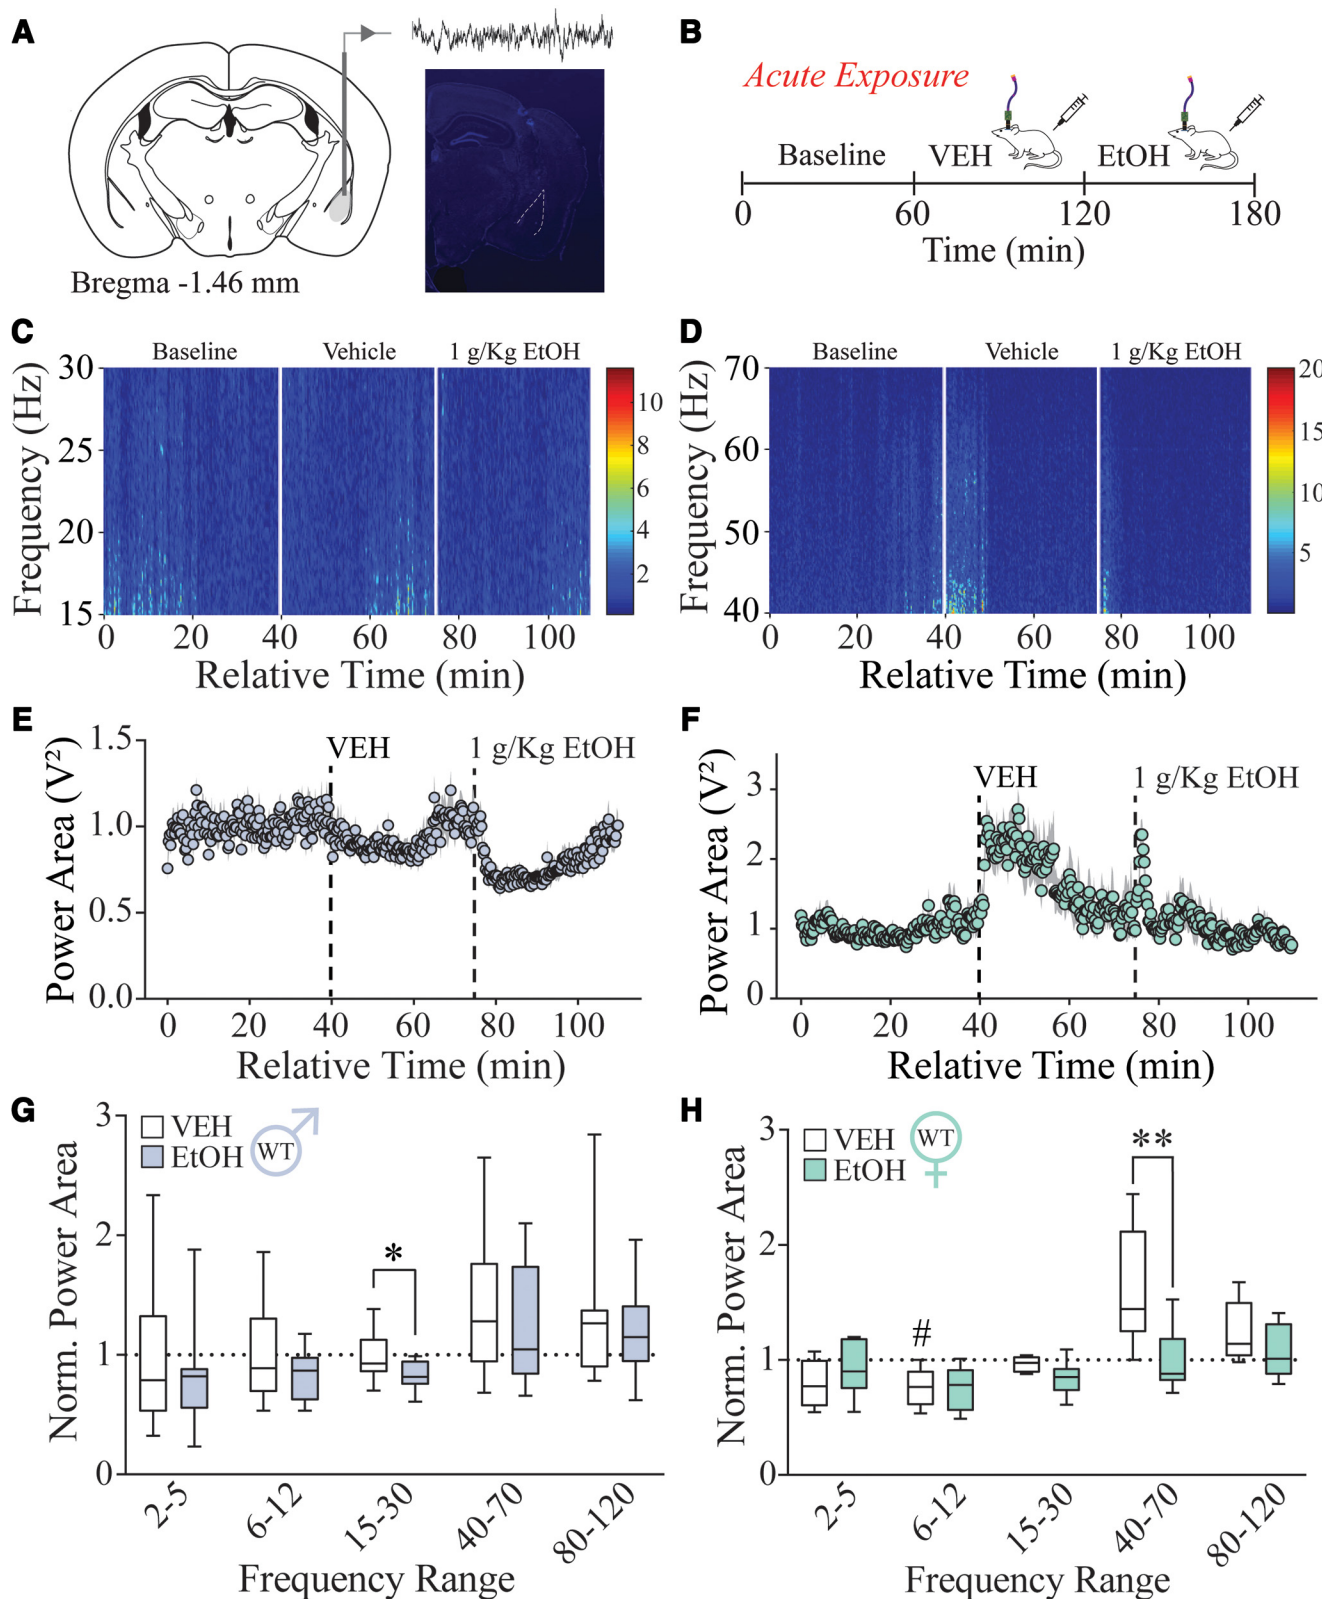 A
Bregma -1.46 mm
B
Acute Exposure
Baseline VEH EtOH
0 60 120 180
Time (min)
C
Baseline Vehicle 1 g/Kg EtOH
30
25
20
15
Frequency (Hz)
10
8
6
4
2
0 20 40 60 80 100
Relative Time (min)
D
Baseline Vehicle 1 g/Kg EtOH
70
60
50
40
Frequency (Hz)
20
15
10
5
0 20 40 60 80 100
Relative Time (min)
E
VEH 1 g/Kg EtOH
1.5
1.0
0.5
0.0
Power Area (V²)
0 20 40 60 80 100
Relative Time (min)
F
VEH 1 g/Kg EtOH
3
2
1
0
Power Area (V²)
0 20 40 60 80 100
Relative Time (min)
G
VEH
EtOH
WT
*
3
2
1
0
Norm. Power Area
2-5 6-12 15-30 40-70 80-120
Frequency Range
H
VEH
EtOH
WT
**
#
3
2
1
0
Norm. Power Area
2-5 6-12 15-30 40-70 80-120
Frequency Range